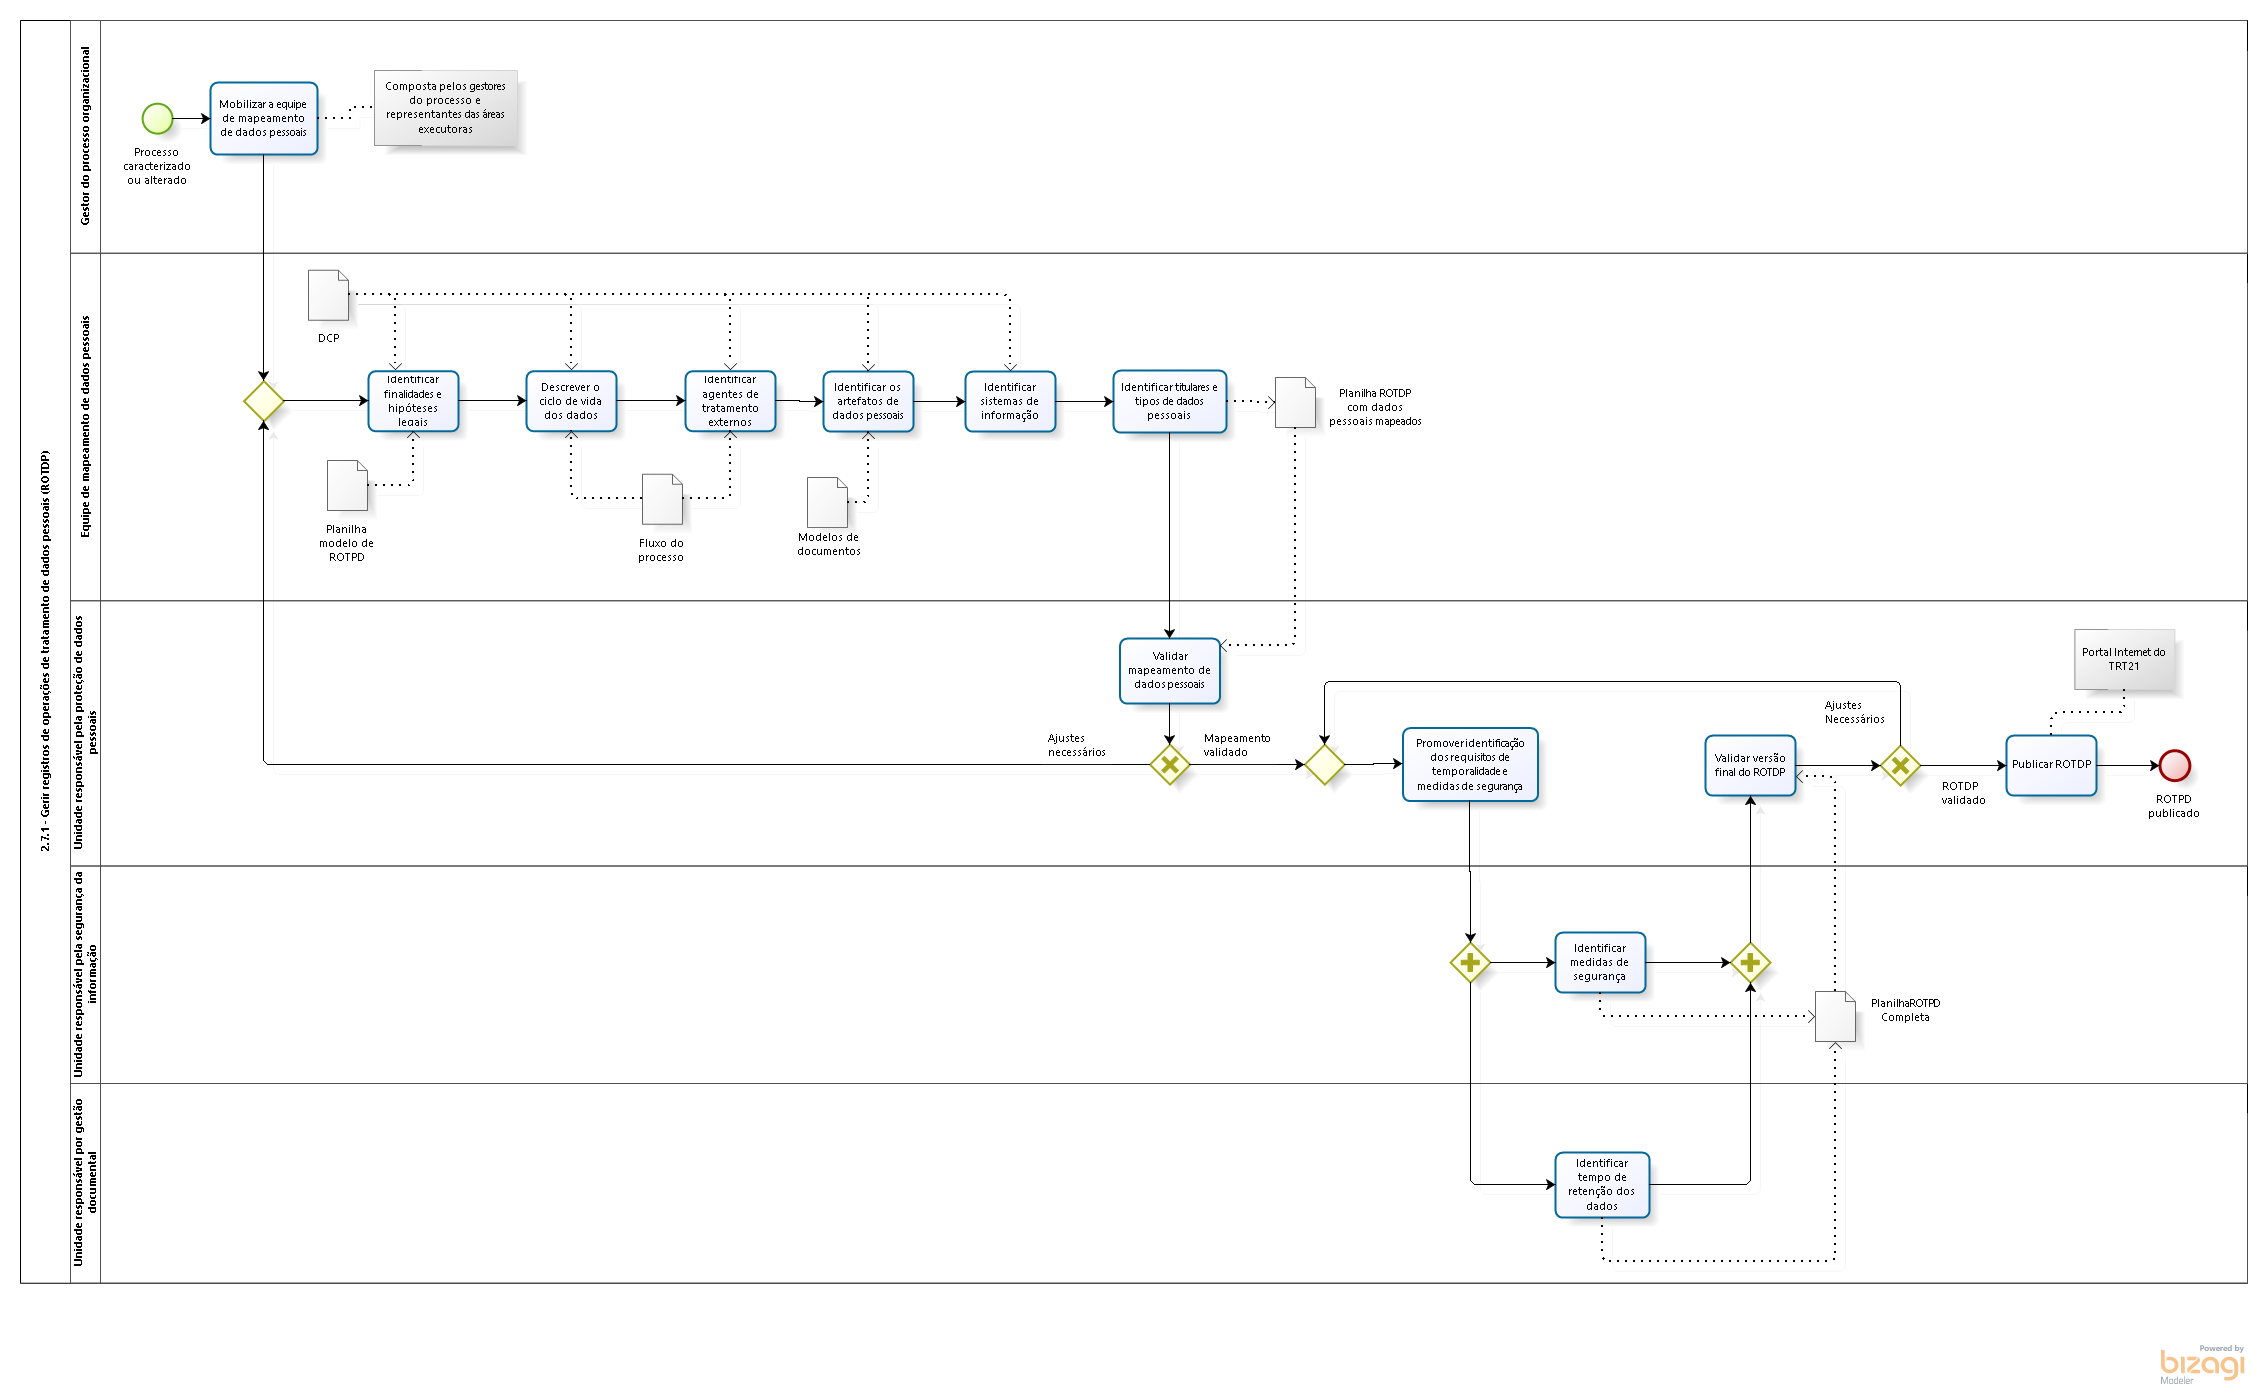 2.7.1 - Gerir registros de operações de tratamento de dados pessoais (ROTDP)
Gestor do processo organizacional
Processo
caracterizado
ou alterado
Mobilizar a equipe
de mapeamento
de dados pessoais
Composta pelos gestores
do processo e
representantes das áreas
executoras
Equipe de mapeamento de dados pessoais
DCP
Identificar
finalidades e
hipóteses
legais
Descrever o
ciclo de vida
dos dados
Identificar
agentes de
tratamento
externos
Identificar os
artefatos de
dados pessoais
Identificar
sistemas de
informação
Identificar titulares e
tipos de dados
pessoais
Planilha ROTDP
com dados
pessoais mapeados
Planilha
modelo de
ROTPD
Fluxo do
processo
Modelos de
documentos
Unidade responsável pela proteção de dados
pessoais
Validar
mapeamento de
dados pessoais
Ajustes
necessários
Mapeamento
validado
Promover identificação
dos requisitos de
temporalidade e
medidas de segurança
Validar versão
final do ROTDP
Ajustes
Necessários
ROTDP
validado
Publicar ROTDP
Portal Internet do
TRT21
ROTPD
publicado
Unidade responsável pela segurança da
informação
Identificar
medidas de
segurança
PlanilhaROTPD
Completa
Unidade responsável por gestão
documental
Identificar
tempo de
retenção dos
dados
Powered by
bizagi
Modeler